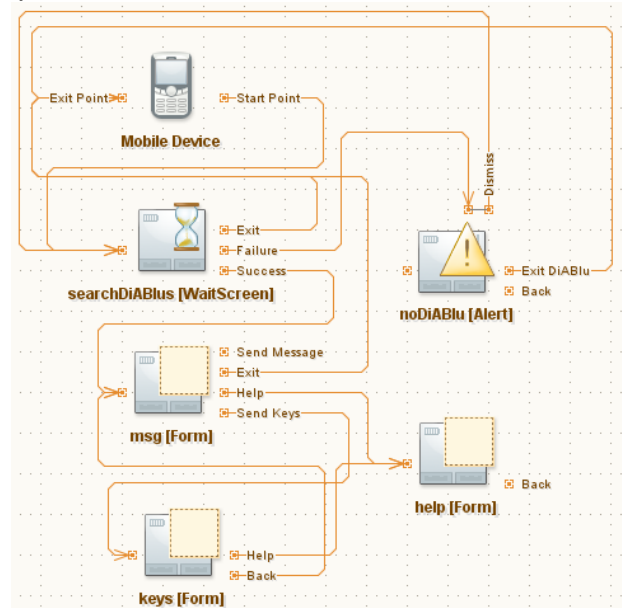 Exit Point
Start Point
Mobile Device
Dismiss
Exit
Failure
Success
searchDiABlus [WaitScreen]
Exit DiABlu
Back
noDiABlu [Alert]
Send Message
Exit
Help
Send Keys
msg [Form]
Back
help [Form]
Help
Back
keys [Form]